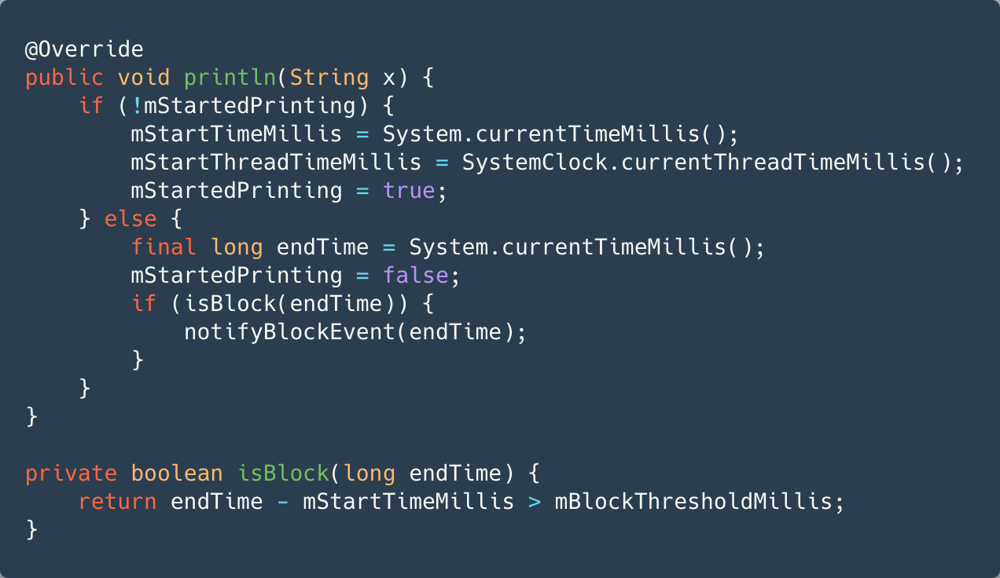 @Override
public void println(String x) {
    if (!mStartedPrinting) {
        mStartTimeMillis = System.currentTimeMillis();
        mStartThreadTimeMillis = SystemClock.currentThreadTimeMillis();
        mStartedPrinting = true;
    } else {
        final long endTime = System.currentTimeMillis();
        mStartedPrinting = false;
        if (isBlock(endTime)) {
            notifyBlockEvent(endTime);
        }
    }
}

private boolean isBlock(long endTime) {
    return endTime - mStartTimeMillis > mBlockThresholdMillis;
}